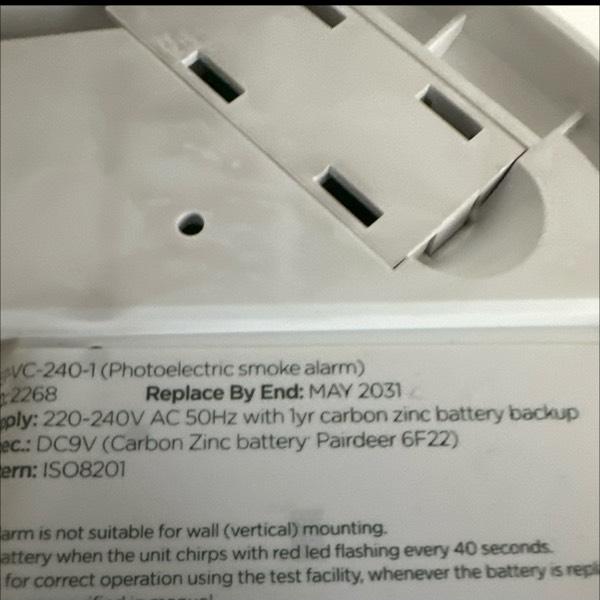 VC-240-1 (Photoelectric smoke alarm)
2268 Replace By End: MAY 2031
ply: 220-240V AC 50Hz with 1yr carbon zinc battery backup
ec.: DC9V (Carbon Zinc battery Pairdeer 6F22)
ern: ISO8201
arm is not suitable for wall (vertical) mounting.
attery when the unit chirps with red led flashing every 40 seconds.
for correct operation using the test facility, whenever the battery is repl